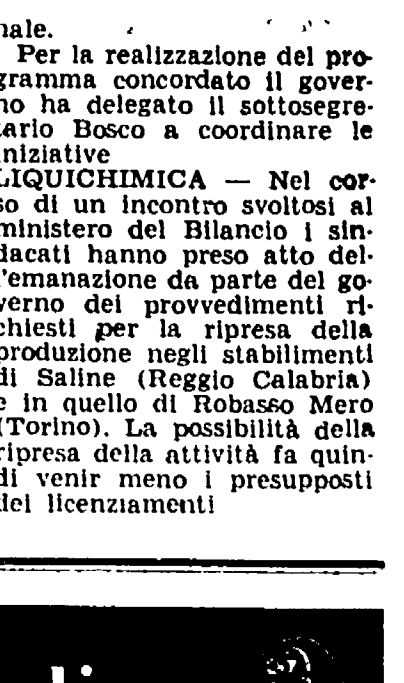 nale.
Per la realizzazione del pro-
gramma concordato il gover-
no ha delegato il sottosegre-
tario Bosco a coordinare le
iniziative
LIQUICHIMICA — Nel cor-
so di un incontro svoltosi al
ministero del Bilancio i sin-
dacati hanno preso atto del-
l'emanazione da parte del go-
verno dei provvedimenti ri-
chiesti per la ripresa della
produzione negli stabilimenti
di Saline (Reggio Calabria)
e in quello di Robasso Mero
(Torino). La possibilità della
ripresa della attività fa quin-
di venir meno i presupposti
dei licenziamenti